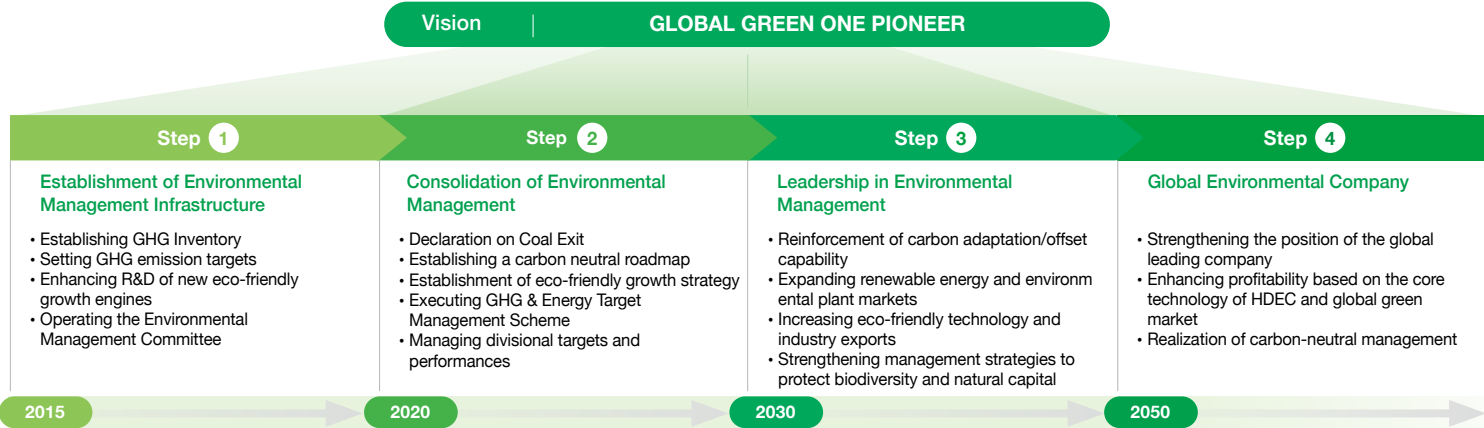 Vision
GLOBAL GREEN ONE PIONEER
Step 1
Establishment of Environmental
Management Infrastructure
• Establishing GHG Inventory
• Setting GHG emission targets
• Enhancing R&D of new eco-friendly
growth engines
• Operating the Environmental
Management Committee
2015
Step 2
Consolidation of Environmental
Management
• Declaration on Coal Exit
• Establishing a carbon neutral roadmap
• Establishment of eco-friendly growth strategy
• Executing GHG & Energy Target
Management Scheme
• Managing divisional targets and
performances
2020
Step 3
Leadership in Environmental
Management
• Reinforcement of carbon adaptation/offset
capability
• Expanding renewable energy and environm
ental plant markets
• Increasing eco-friendly technology and
industry exports
• Strengthening management strategies to
protect biodiversity and natural capital
2030
Step 4
Global Environmental Company
• Strengthening the position of the global
leading company
• Enhancing profitability based on the core
technology of HDEC and global green
market
• Realization of carbon-neutral management
2050